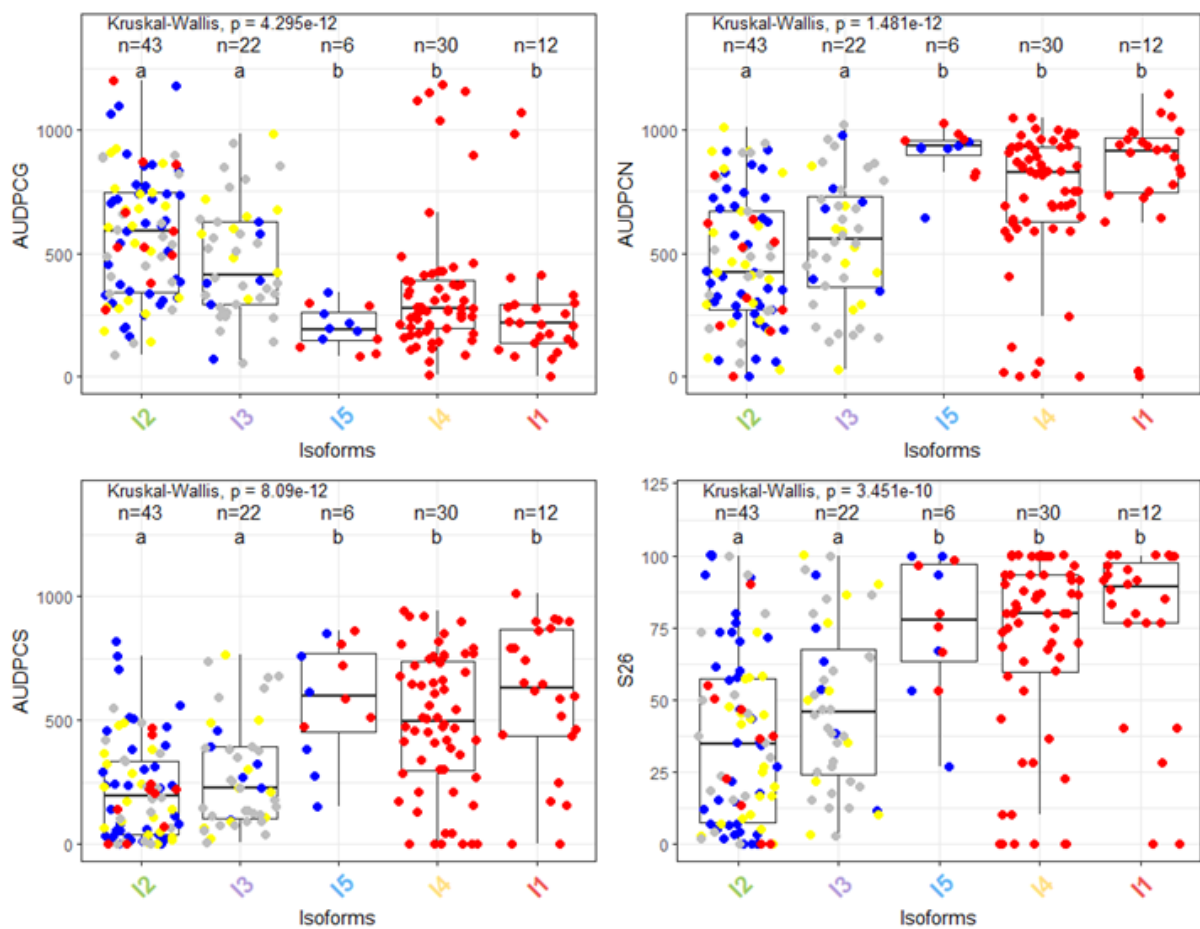 Kruskal-Wallis, p = 4.295e-12
n=43 n=22 n=6 n=30 n=12
a a b b b
AUDPCG
1000
500
0
I2 I3 I5 I4 I1
Isoforms
Kruskal-Wallis, p = 1.481e-12
n=43 n=22 n=6 n=30 n=12
a a b b b
AUDPCN
1000
500
0
I2 I3 I5 I4 I1
Isoforms
Kruskal-Wallis, p = 8.09e-12
n=43 n=22 n=6 n=30 n=12
a a b b b
AUDPCS
1000
500
0
I2 I3 I5 I4 I1
Isoforms
125
Kruskal-Wallis, p = 3.451e-10
n=43 n=22 n=6 n=30 n=12
a a b b b
S26
100
75
50
25
0
I2 I3 I5 I4 I1
Isoforms